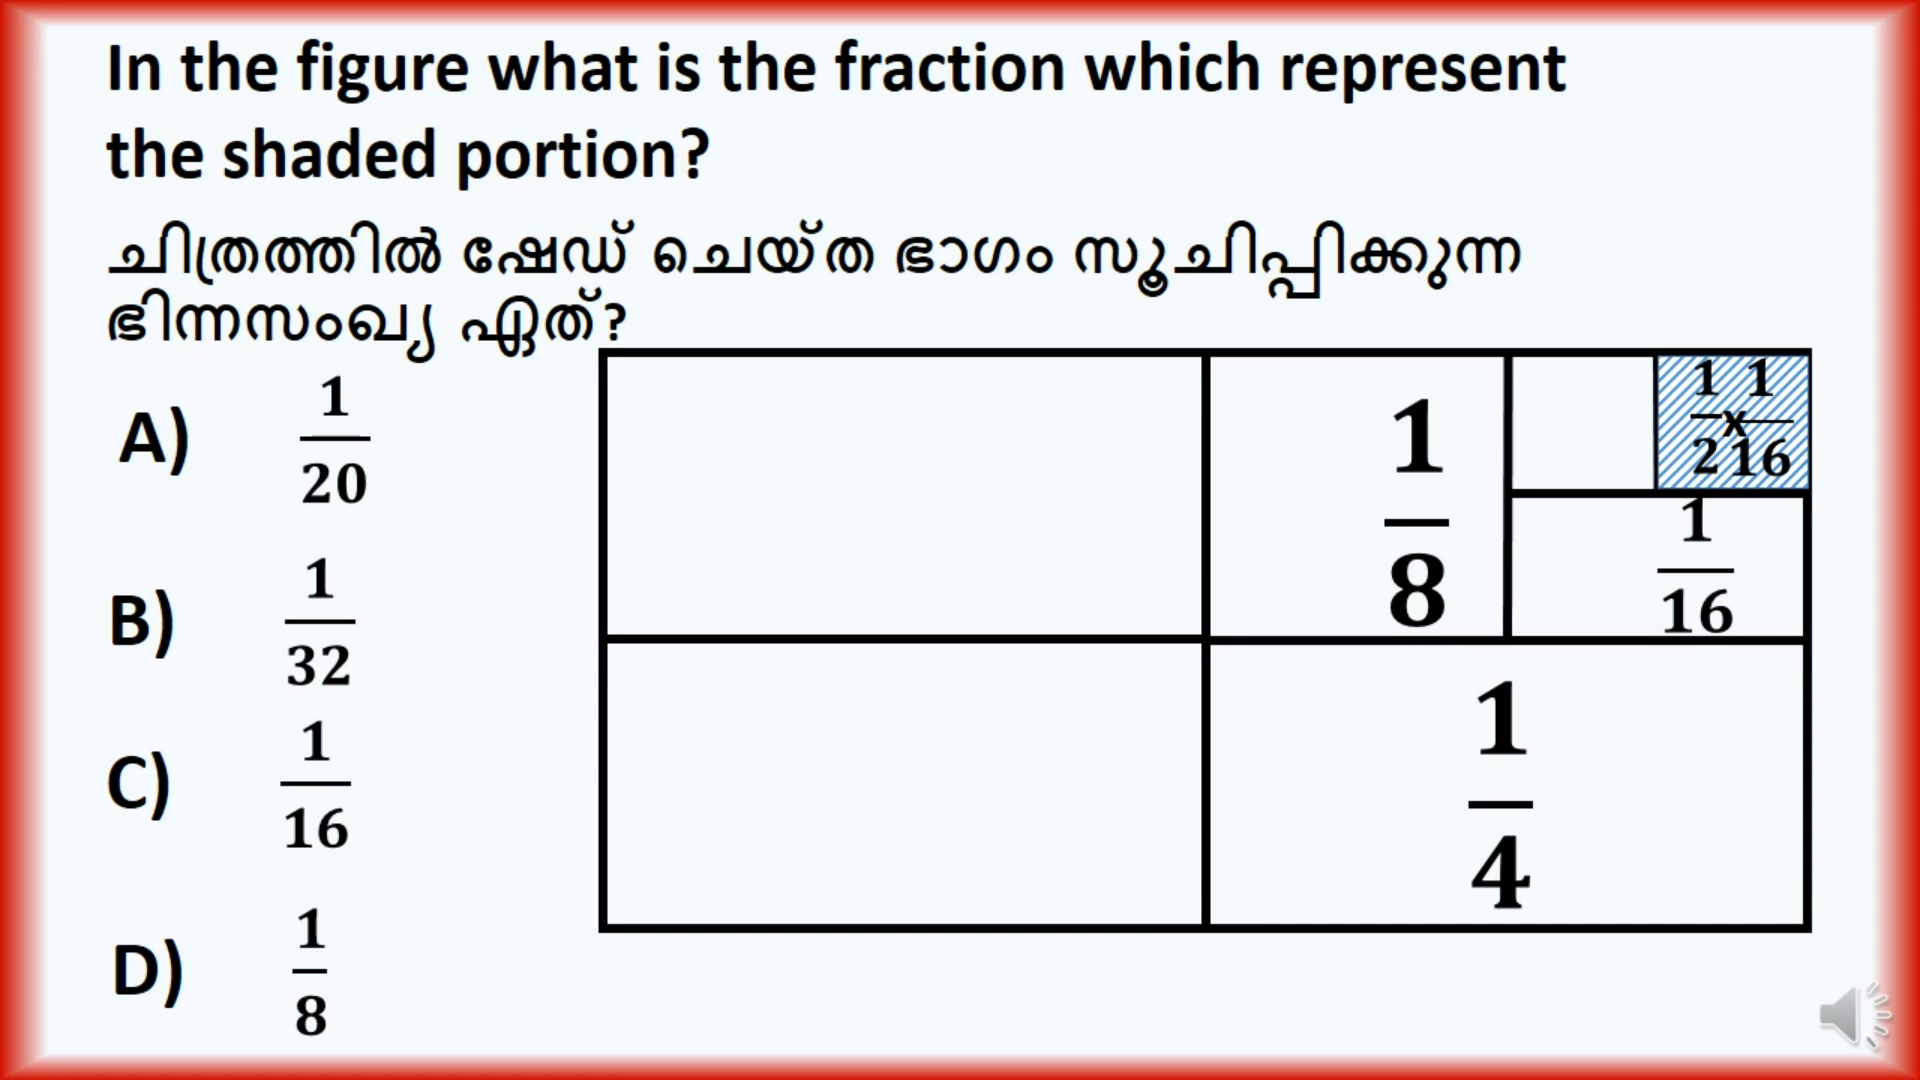 In the figure what is the fraction which represent
the shaded portion?
ചിത്രത്തിൽ ഷേഡ് ചെയ്ത ഭാഗം സൂചിപ്പിക്കുന്ന
ഭിന്നസംഖ്യ ഏത്?
A) 1/20
B) 1/32
C) 1/16
D) 1/8
1/8
1/2 x 1/16
1/16
1/4